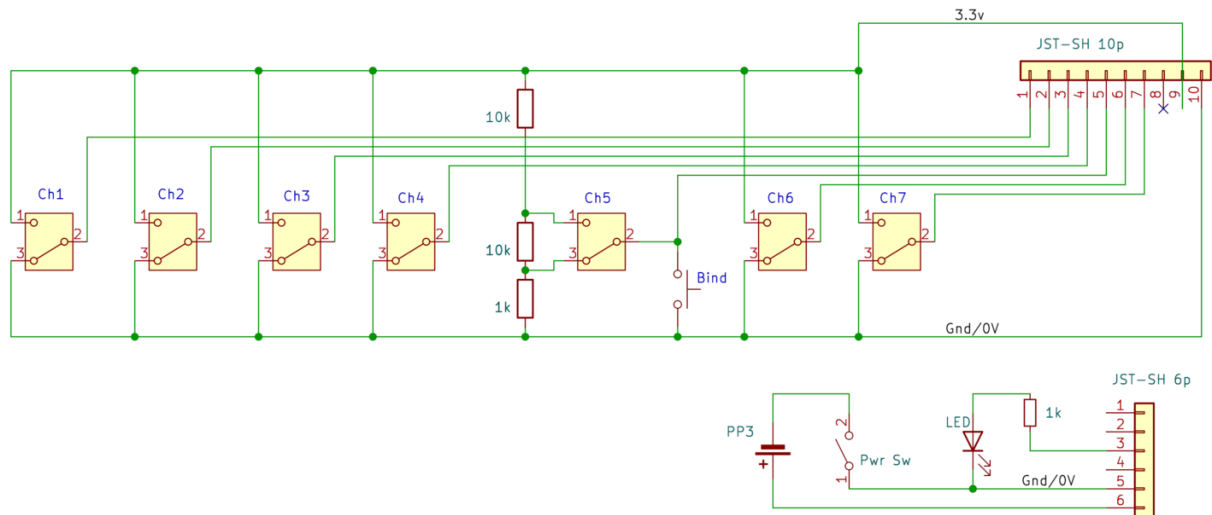 3.3v
JST-SH 10p
1 2 3 4 5 6 7 8 9 10
10k
Ch1 Ch2 Ch3 Ch4 Ch5 Ch6 Ch7
1 1 1 1 1 1 1
2 2 2 2 2 2 2
10k
3 3 3 3 3 3 3
Bind
1k
Gnd/0V
JST-SH 6p
1
2
3
4
5
6
1k
LED
PP3
+
2
Pwr Sw
1
Gnd/0V